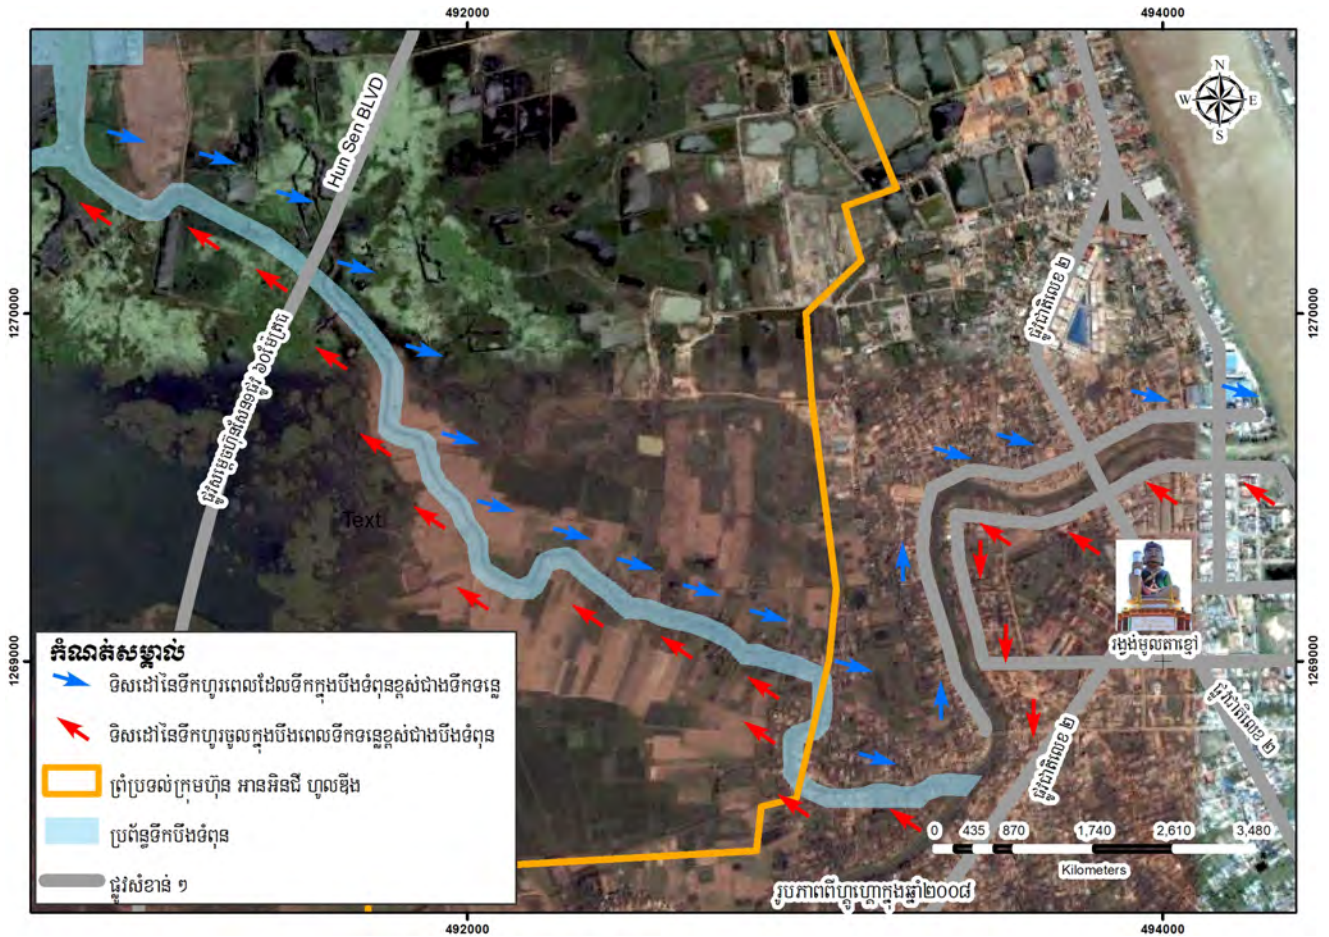 492000
494000
N
W
E
S
Hun Sen BLVD
1270000
1270000
ផ្លូវជាតិលេខ ២
ផ្លូវសម្តេចហ៊ុនសែន១ផ្លូវ ៦០ម៉ែត្រ
Text
រង្វង់មូលតាខ្មៅ
1269000
1269000
កំណត់សម្គាល់
ទិសដៅនៃទឹកហូរពេលដែលទឹកក្នុងបឹងទំពុនខ្ពស់ជាងទឹកទន្លេ
ទិសដៅនៃទឹកហូរចូលក្នុងបឹងពេលទឹកទន្លេខ្ពស់ជាងបឹងទំពុន
ព្រំប្រទល់ក្រុមហ៊ុន អានអិនជី ហូលឌីង
ប្រព័ន្ធទឹកបឹងទំពុន
ផ្លូវសំខាន់ ៗ
ផ្លូវជាតិលេខ ២
ផ្លូវជាតិលេខ ២
0 435 870 1,740 2,610 3,480
Kilometers
រូបភាពពីហ្គូហ្គោក្នុងឆ្នាំ២០០៨
492000
494000